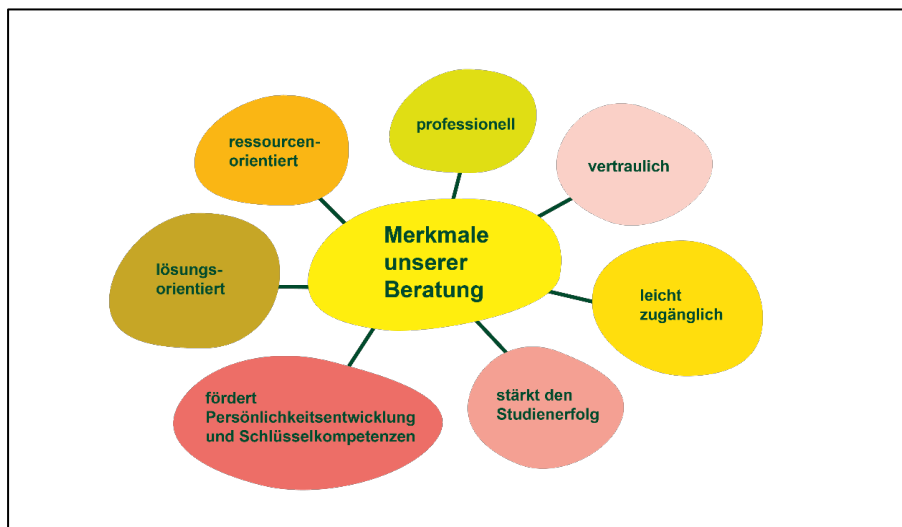 Merkmale
unserer
Beratung
professionell
vertraulich
leicht
zugänglich
stärkt den
Studienerfolg
fördert
Persönlichkeitsentwicklung
und Schlüsselkompetenzen
lösungs-
orientiert
ressourcen-
orientiert